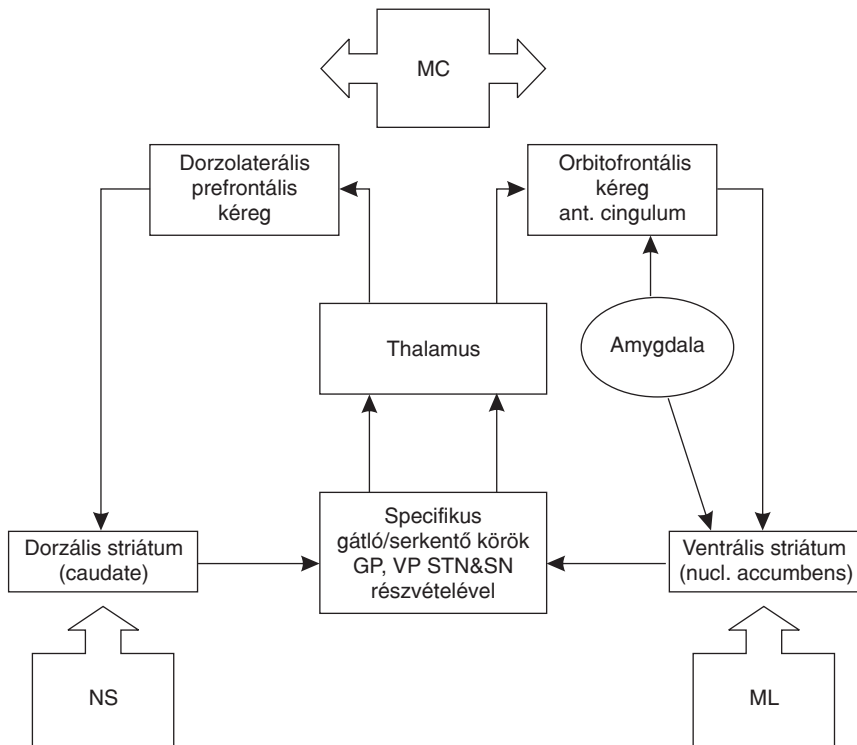 MC
Dorzolaterális
prefrontális
kéreg
Orbitofrontális
kéreg
ant. cingulum
Thalamus
Amygdala
Dorzális striátum
(caudate)
Specifikus
gátló/serkentő körök
GP, VP STN&SN
részvételével
Ventrális striátum
(nucl. accumbens)
NS
ML